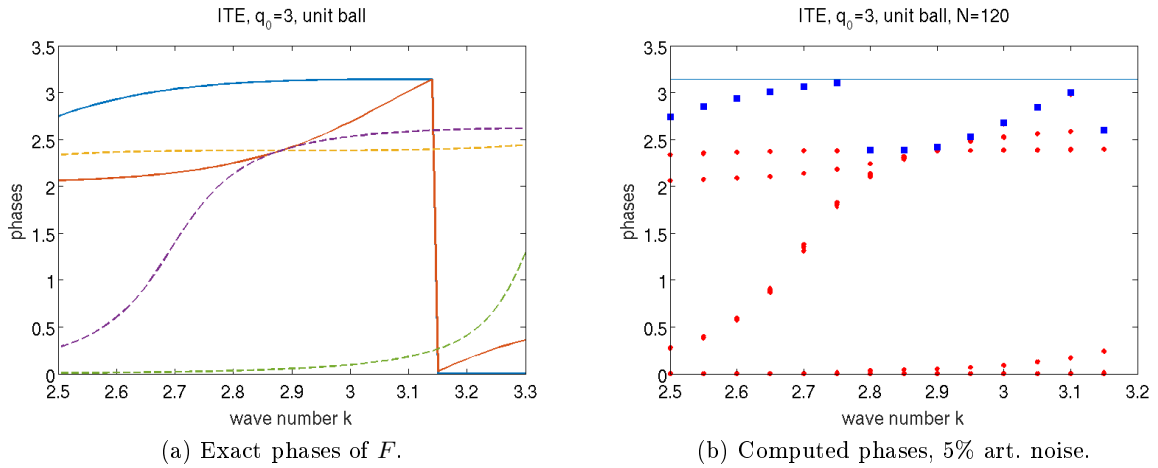 ITE, q₀=3, unit ball
3.5
3
2.5
2
1.5
1
0.5
0
phases
2.5 2.6 2.7 2.8 2.9 3 3.1 3.2 3.3
wave number k
(a) Exact phases of F.
ITE, q₀=3, unit ball, N=120
3.5
3
2.5
2
1.5
1
0.5
0
phases
2.5 2.6 2.7 2.8 2.9 3 3.1 3.2
wave number k
(b) Computed phases, 5% art. noise.